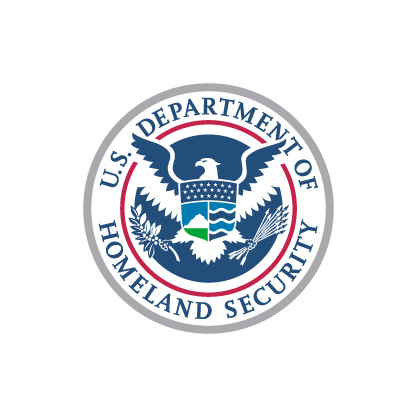 U.S. DEPARTMENT OF
HOMELAND SECURITY